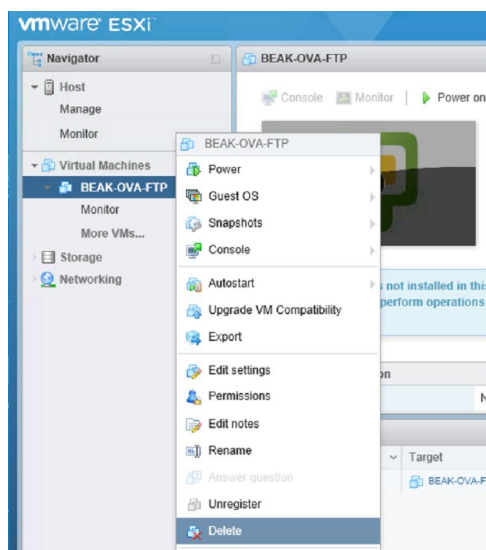 vmware ESXi
Navigator
BEAK-OVA-FTP
Host
Manage
Monitor
Virtual Machines
BEAK-OVA-FTP
Monitor
More VMs...
Storage
Networking
Console Monitor Power on
BEAK-OVA-FTP
Power
Guest OS
Snapshots
Console
Autostart
Upgrade VM Compatibility
Export
Edit settings
Permissions
Edit notes
Rename
Answer question
Unregister
Delete
not installed in this
perform operations
Target
BEAK-OVA-F